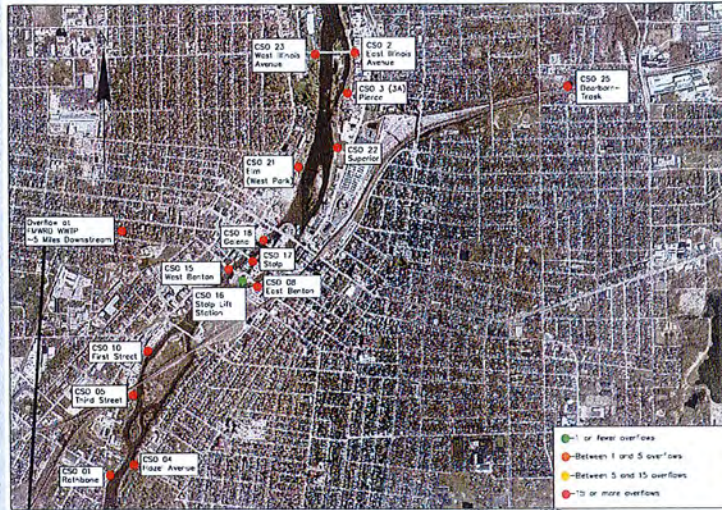 CSO 23
West Illinois
Avenue
CSO 2
East Illinois
Avenue
CSO 25
Dearborn-
Trask
CSO 3 (3A)
Pierce
CSO 22
Superior
CSO 21
Elm
(West Park)
Overflow at
FMWRD WWTP
~5 Miles Downstream
CSO 18
Galena
CSO 17
Stolp
CSO 15
West Benton
CSO 08
East Benton
CSO 16
Stolp Lift
Station
CSO 10
First Street
CSO 05
Third Street
CSO 04
Hazel Avenue
CSO 01
Rathbone
1 or fewer overflows
Between 1 and 5 overflows
Between 5 and 15 overflows
15 or more overflows